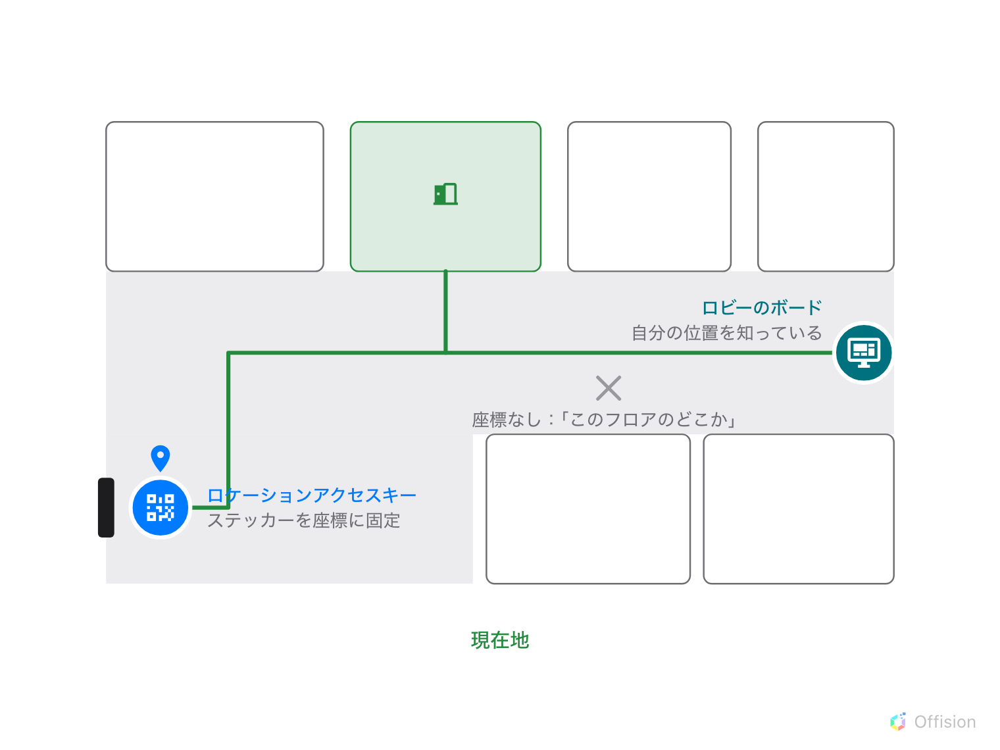 ロビーのボード
自分の位置を知っている
座標なし：「このフロアのどこか」
ロケーションアクセスキー
ステッカーを座標に固定
現在地
Offision